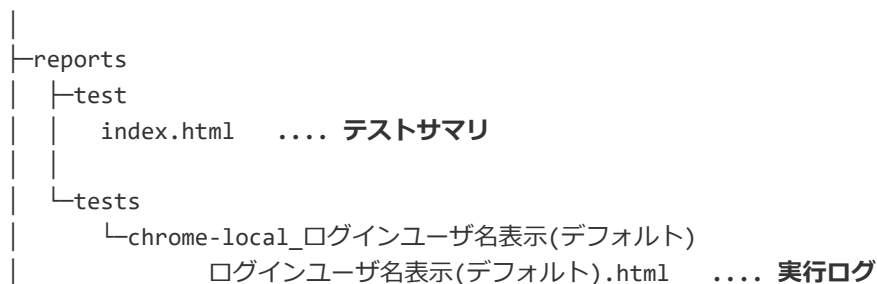 │
├─reports
│  ├─test
│  │   index.html   .... テストサマリ
│  │
│  └─tests
│      └─chrome-local_ログインユーザ名表示(デフォルト)
│              ログインユーザ名表示(デフォルト).html   .... 実行ログ